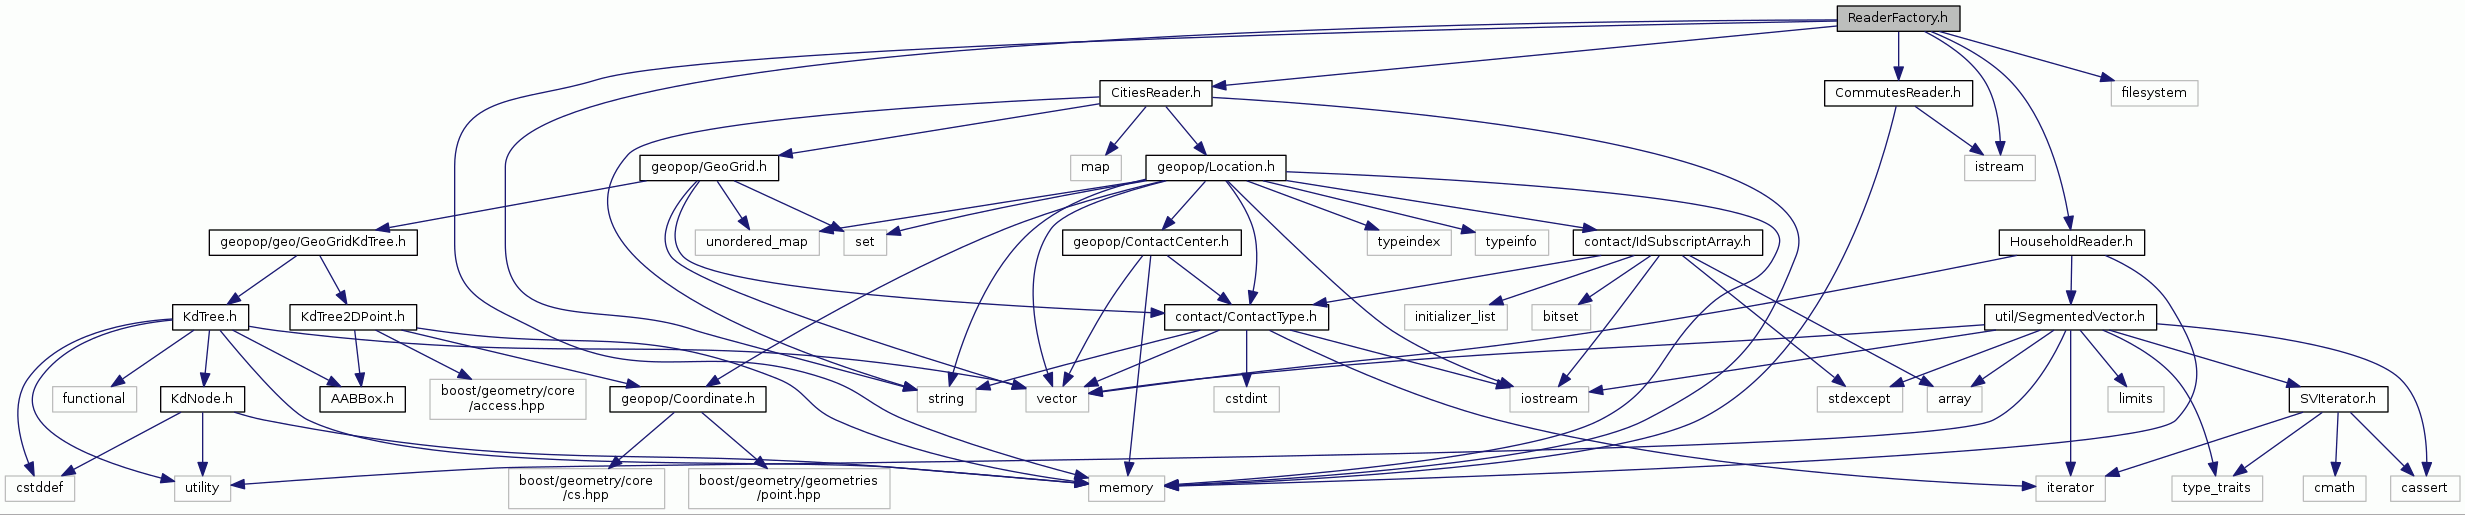 ReaderFactory.h
CitiesReader.h
CommutesReader.h
filesystem
geopop/GeoGrid.h
map
geopop/Location.h
istream
geopop/geo/GeoGridKdTree.h
unordered_map
set
geopop/ContactCenter.h
typeindex
typeinfo
contact/IdSubscriptArray.h
HouseholdReader.h
KdTree.h
KdTree2DPoint.h
contact/ContactType.h
initializer_list
bitset
util/SegmentedVector.h
functional
KdNode.h
AABBox.h
boost/geometry/core
/access.hpp
geopop/Coordinate.h
string
vector
cstdint
iostream
stdexcept
array
limits
SVIterator.h
cstddef
utility
boost/geometry/core
/cs.hpp
boost/geometry/geometries
/point.hpp
memory
iterator
type_traits
cmath
cassert